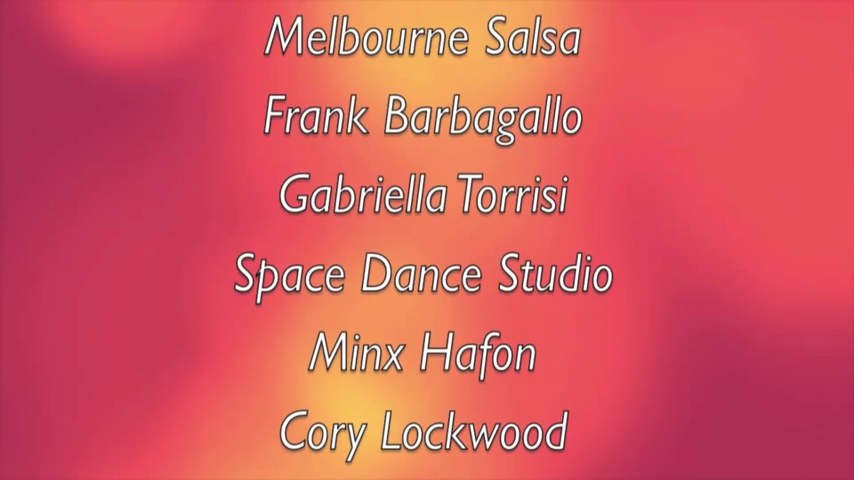 Melbourne Salsa
Frank Barbagallo
Gabriella Torrisi
Space Dance Studio
Minx Hafon
Cory Lockwood